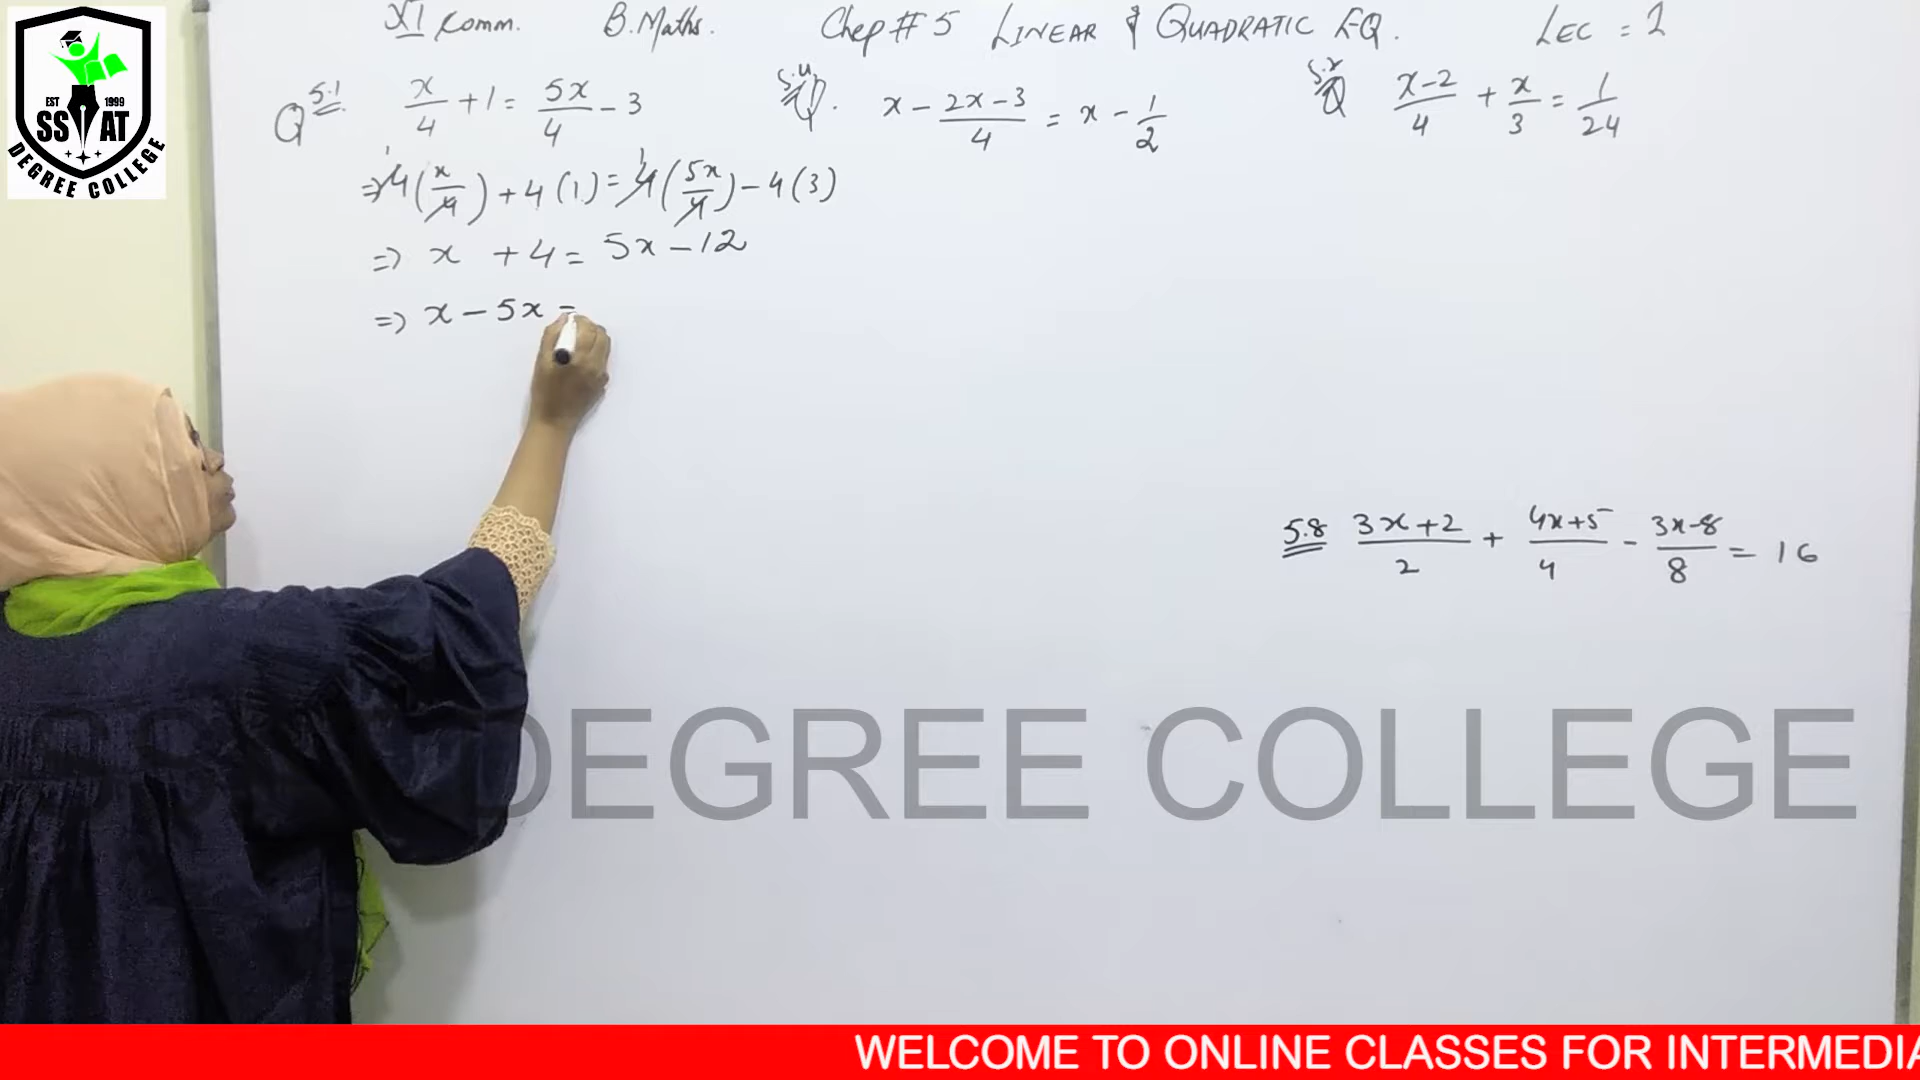 XI Comm. B.Maths. Chep # 5 LINEAR & QUADRATIC EQ. LEC = 2
EST 1999
SS AT
DEGREE COLLEGE
Q 5.1 x/4 + 1 = 5x/4 - 3
=> 4(x/4) + 4(1) = 4(5x/4) - 4(3)
=> x + 4 = 5x - 12
=> x - 5x =
5.4 Q. x - 2x - 3/4 = x - 1/2
Q x-2/4 + x/3 = 1/24
5.8 3x+2/2 + 4x+5/4 - 3x-8/8 = 16
DEGREE COLLEGE
WELCOME TO ONLINE CLASSES FOR INTERMEDIA